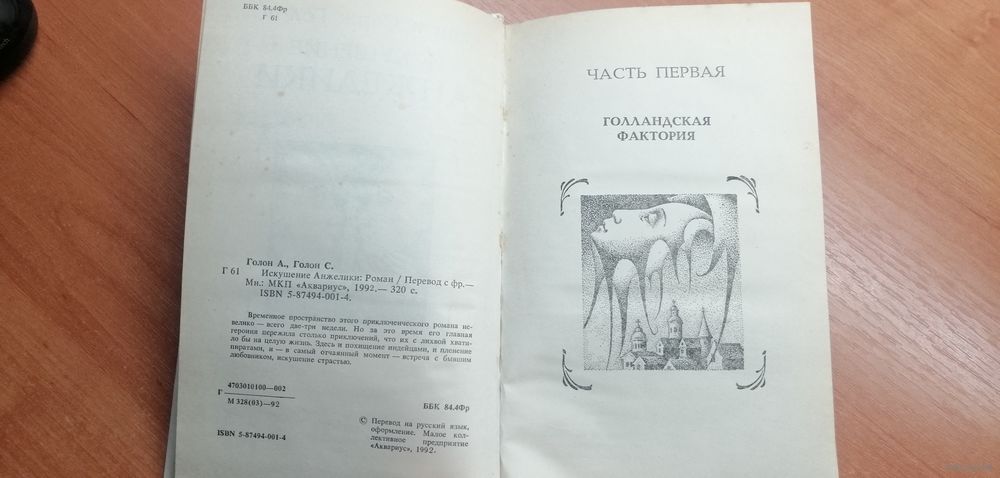 ББК 84.4Фр
Г 61
Голон А., Голон С.
Г 61 Искушение Анжелики: Роман / Перевод с фр.—
Мн.: МКП «Аквариус», 1992.— 320 с.
ISBN 5-87494-001-4.
Временное пространство этого приключенческого романа не-
велико — всего две-три недели. Но за это время его главная
героиня пережила столько приключений, что их с лихвой хвати-
ло бы на целую жизнь. Здесь и похищение индейцами, и пленение
пиратами, и — в самый отчаянный момент — встреча с бывшим
любовником, искушение страстью.
4703010100—002
Г
М 328(03)—92
ББК 84.4Фр
© Перевод на русский язык,
оформление. Малое кол-
лективное предприятие
«Аквариус», 1992.
ISBN 5-87494-001-4
ЧАСТЬ ПЕРВАЯ
ГОЛЛАНДСКАЯ
ФАКТОРИЯ